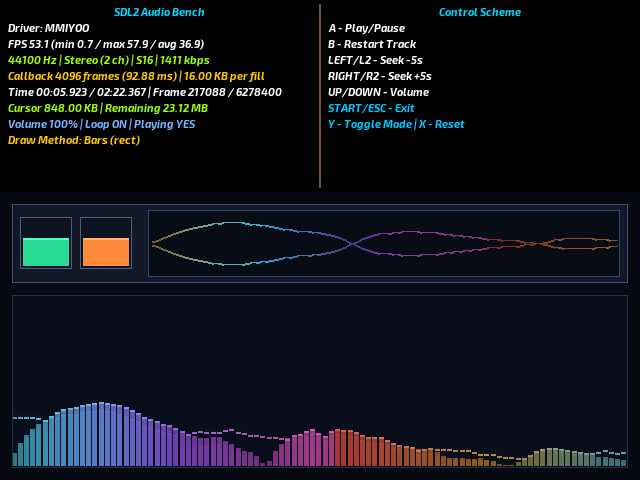 SDL2 Audio Bench
Driver: MMIYOO
FPS 53.1 (min 0.7 / max 57.9 / avg 36.9)
44100 Hz | Stereo (2 ch) | S16 | 1411 kbps
Callback 4096 frames (92.88 ms) | 16.00 KB per fill
Time 00:05.923 / 02:22.367 | Frame 217088 / 6278400
Cursor 848.00 KB | Remaining 23.12 MB
Volume 100% | Loop ON | Playing YES
Draw Method: Bars (rect)
Control Scheme
A - Play/Pause
B - Restart Track
LEFT/L2 - Seek -5s
RIGHT/R2 - Seek +5s
UP/DOWN - Volume
START/ESC - Exit
Y - Toggle Mode | X - Reset